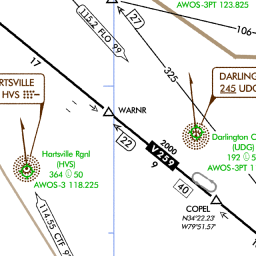 AWOS-3PT 123.825
115.2 FLO 99
106
27
325
17
RTSVILLE
HVS
DARLING
245 UDG
WARNR
22
Hartsville Rgnl
(HVS)
364 50
AWOS-3 118.225
2000
V259
9
Darlington C
(UDG)
192
AWOS-3PT 1
40
COPEL
N34°22.23'
W79°51.57'
114.55 CTF